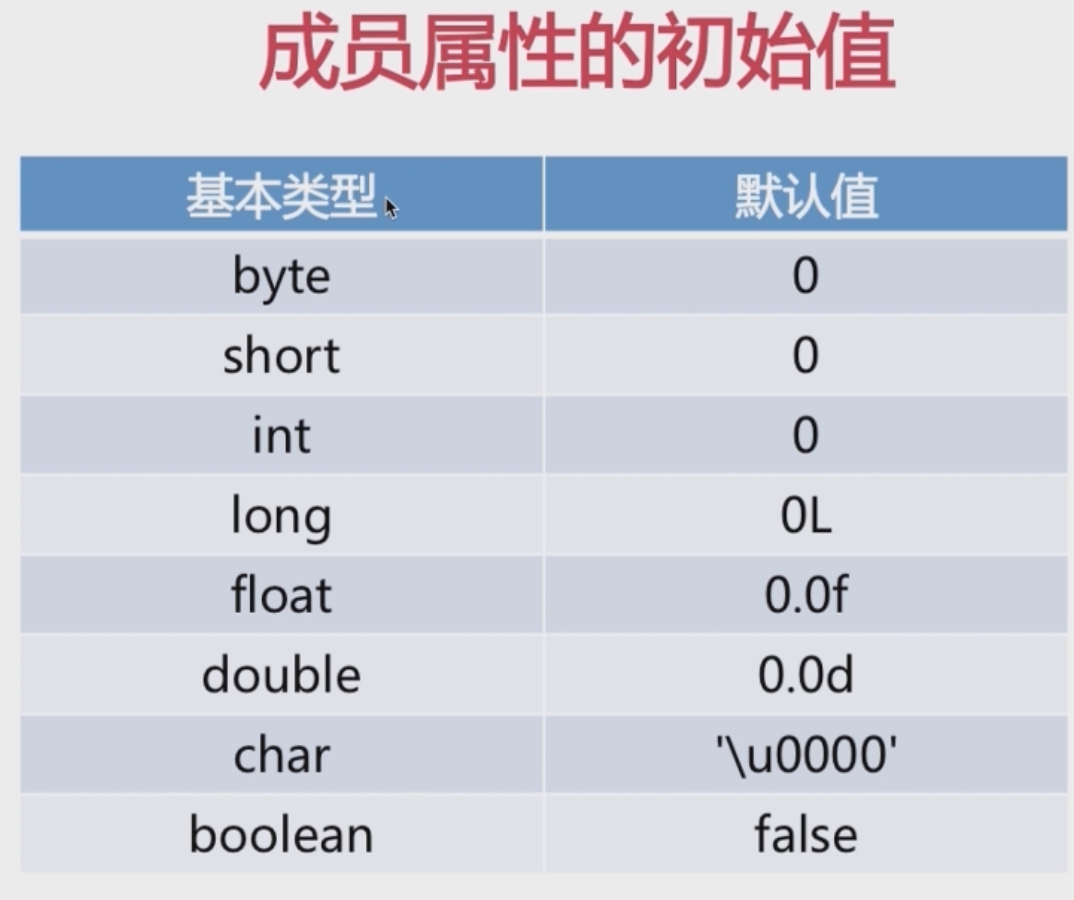 成员属性的初始值
基本类型 默认值
byte 0
short 0
int 0
long 0L
float 0.0f
double 0.0d
char '\u0000'
boolean false